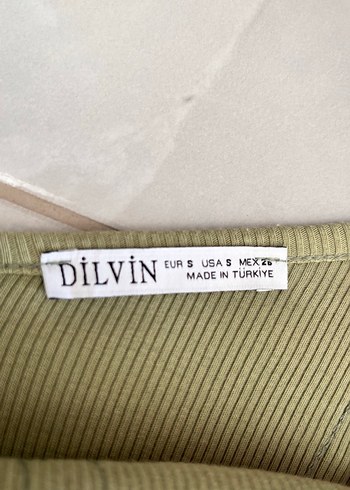 DİLVİN
EUR S USA S MEX 26
MADE IN TÜRKİYE